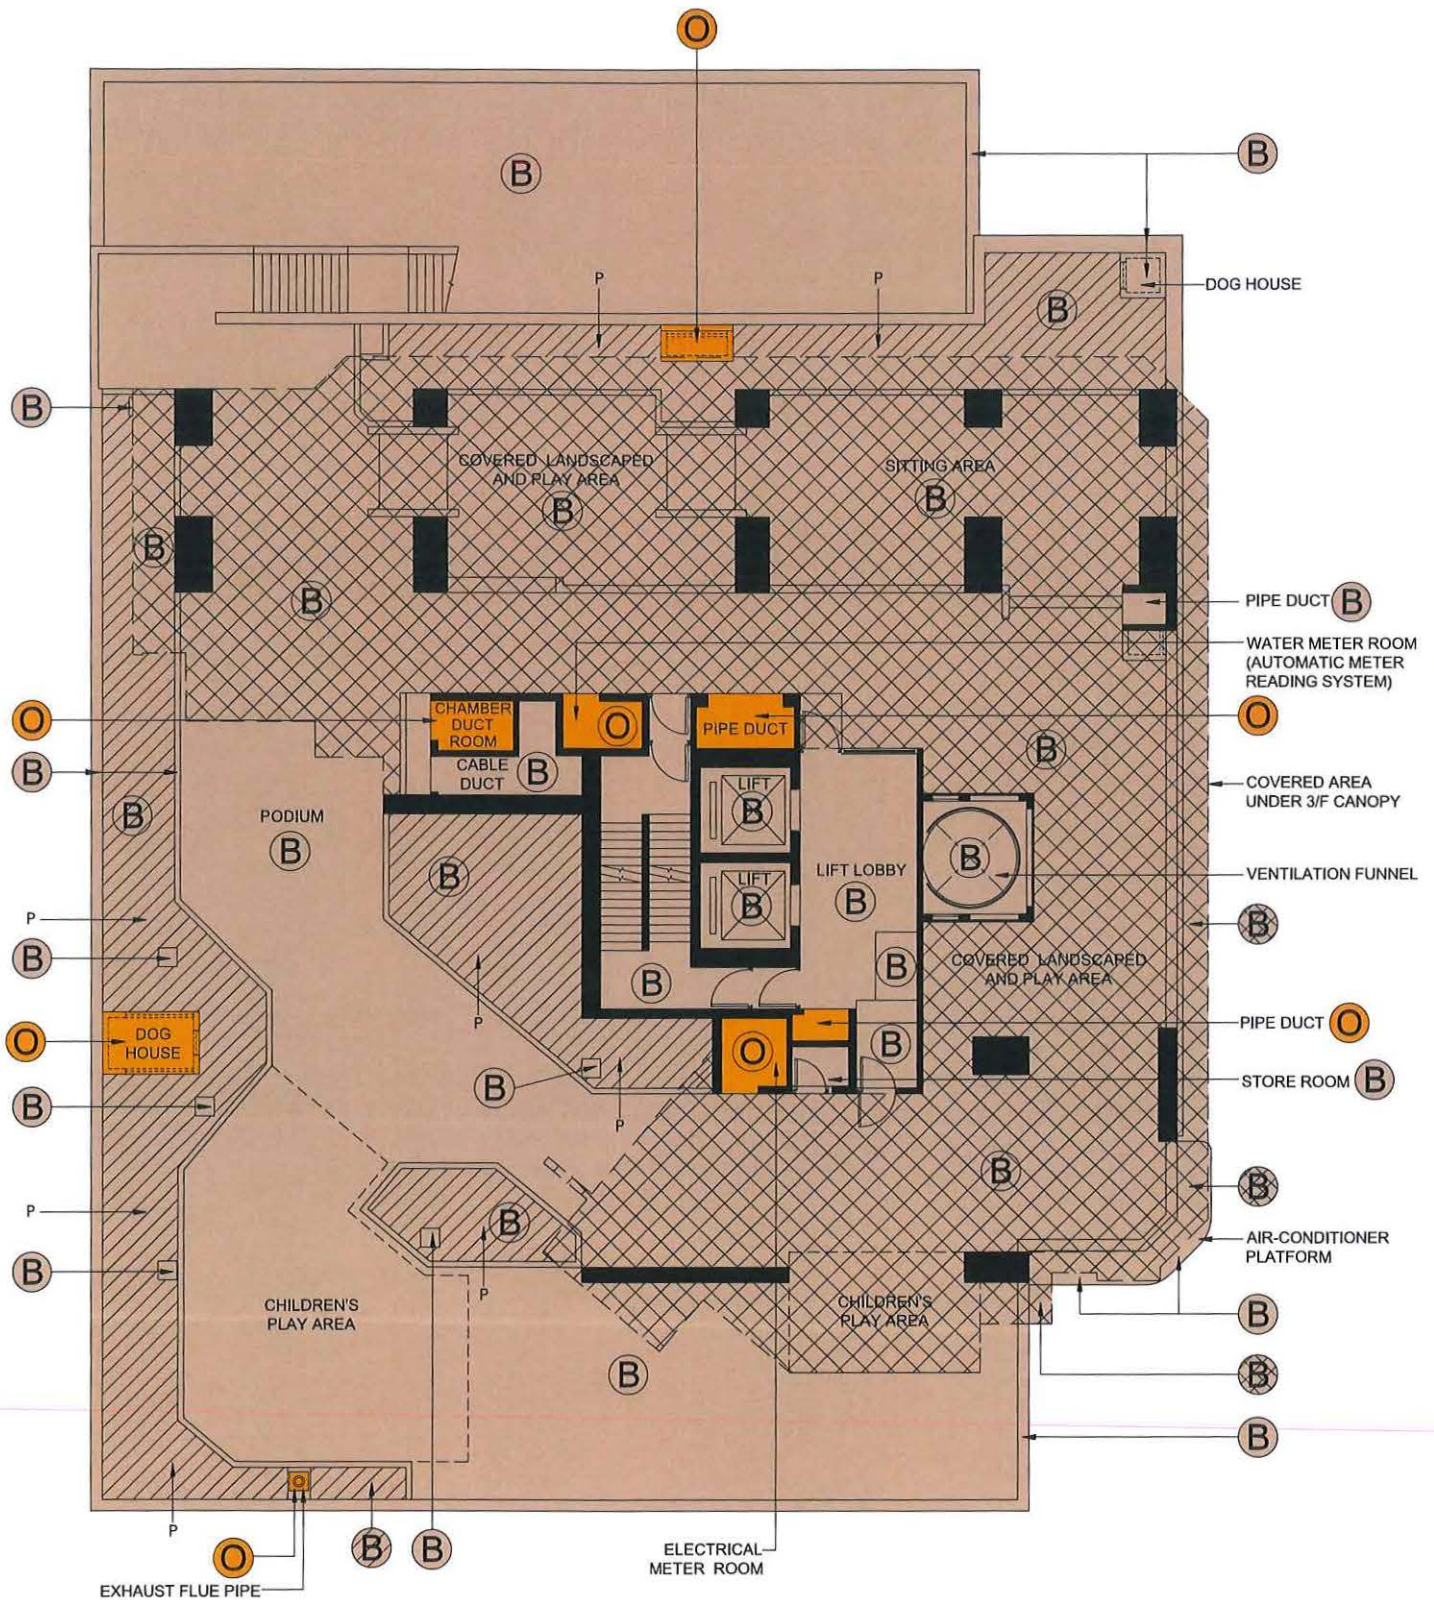 O
B
B
P
P
B
DOG HOUSE
B
COVERED LANDSCAPED
AND PLAY AREA
B
SITTING AREA
B
B
B
PIPE DUCT B
WATER METER ROOM
(AUTOMATIC METER
READING SYSTEM)
O
CHAMBER
DUCT
ROOM
O
PIPE DUCT
O
B
CABLE
DUCT
B
B
COVERED AREA
UNDER 3/F CANOPY
LIFT
B
PODIUM
B
B
B
LIFT
B
LIFT LOBBY
B
B
VENTILATION FUNNEL
P
B
B
B
B
COVERED LANDSCAPED
AND PLAY AREA
B
P
O
DOG
HOUSE
O
B
PIPE DUCT O
B
B
P
STORE ROOM B
B
B
P
B
B
AIR-CONDITIONER
PLATFORM
B
P
CHILDREN'S
PLAY AREA
CHILDREN'S
PLAY AREA
B
B
B
B
P
O
O
B
B
ELECTRICAL
METER ROOM
EXHAUST FLUE PIPE